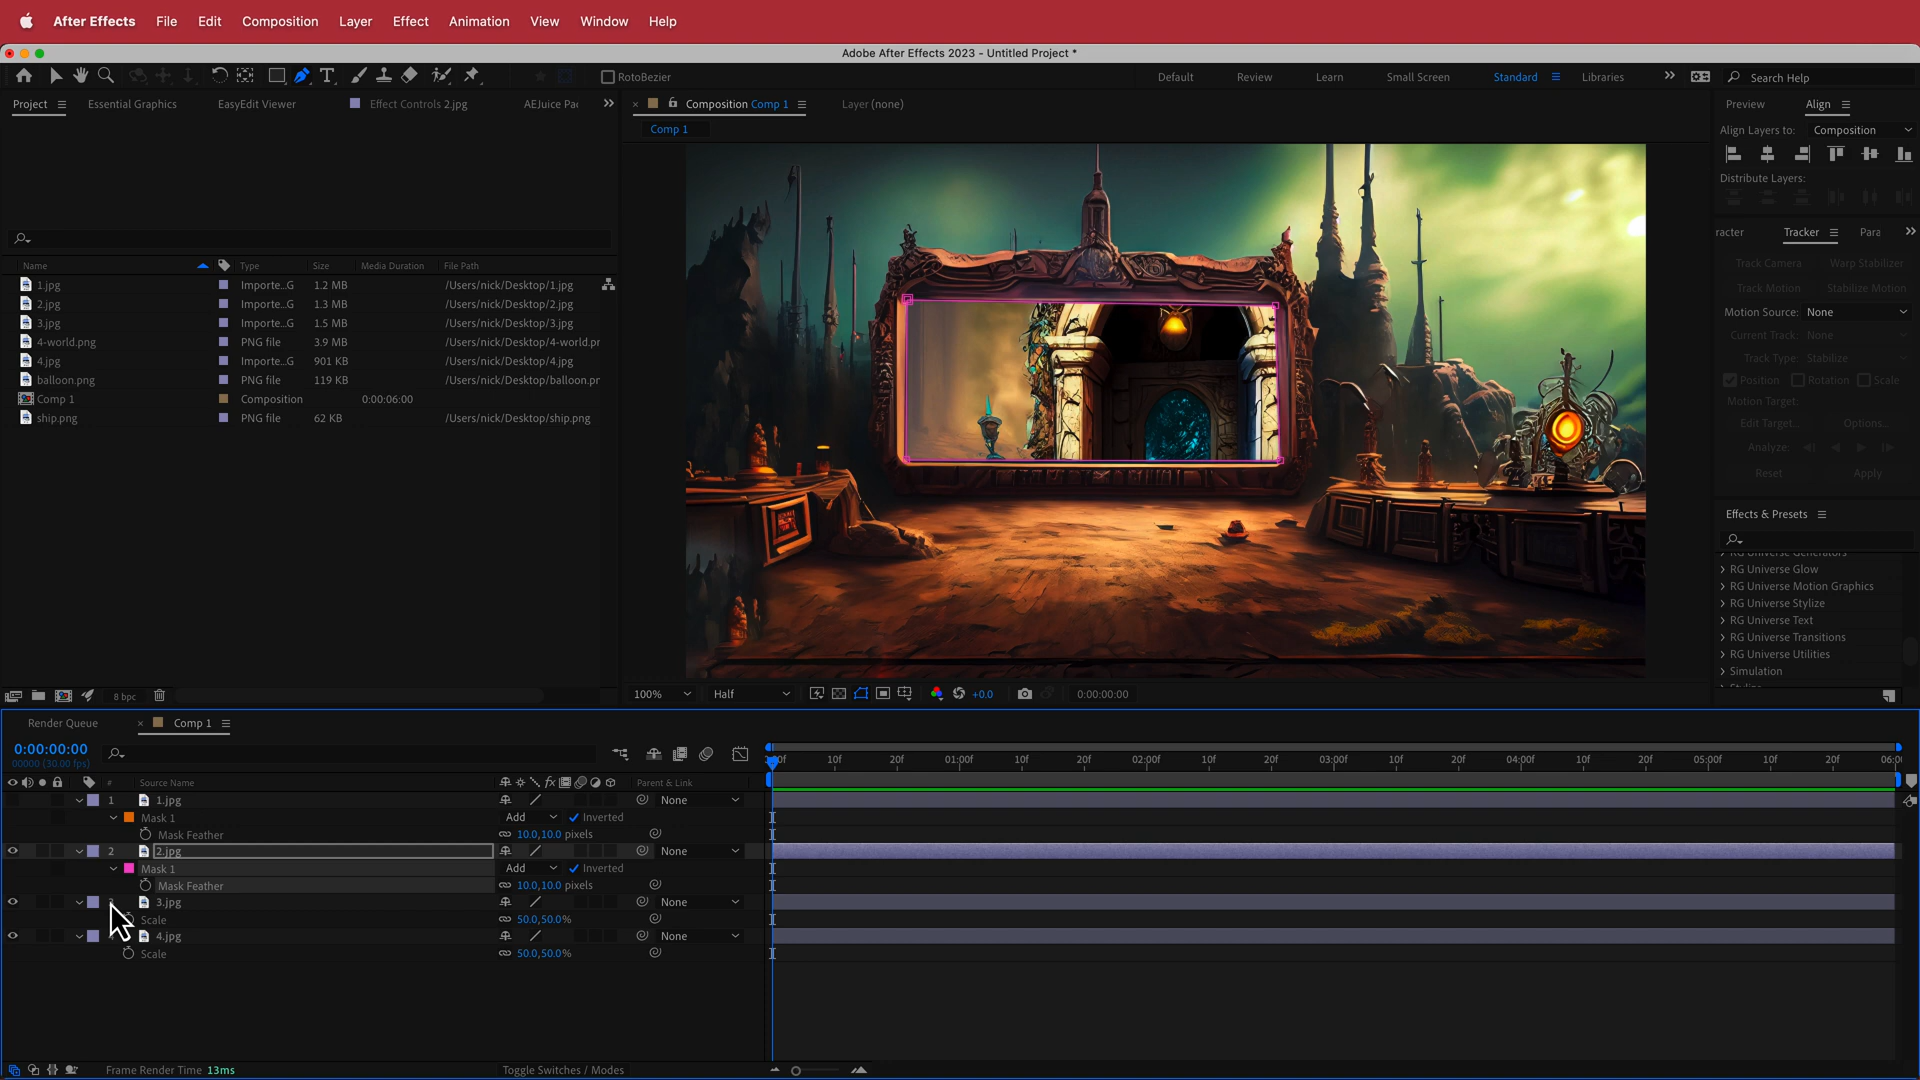 After Effects File Edit Composition Layer Effect Animation View Window Help
Adobe After Effects 2023 - Untitled Project *
RotoBezier
Default Review Learn Small Screen Standard Libraries
Search Help
Project Essential Graphics EasyEdit Viewer Effect Controls 2.jpg AEJuice Pac
Composition Comp 1 Layer (none)
Comp 1
Preview Align
Align Layers to: Composition
Distribute Layers:
Name Type Size Media Duration File Path
1.jpg Importe...G 1.2 MB /Users/nick/Desktop/1.jpg
2.jpg Importe...G 1.3 MB /Users/nick/Desktop/2.jpg
3.jpg Importe...G 1.5 MB /Users/nick/Desktop/3.jpg
4-world.png PNG file 3.9 MB /Users/nick/Desktop/4-world.pr
4.jpg Importe...G 901 KB /Users/nick/Desktop/4.jpg
balloon.png PNG file 119 KB /Users/nick/Desktop/balloon.pr
Comp 1 Composition 0:00:06:00
ship.png PNG file 62 KB /Users/nick/Desktop/ship.png
8 bpc
racter Tracker Para
Track Camera Warp Stabilizer
Track Motion Stabilize Motion
Motion Source: None
Current Track: None
Track Type: Stabilize
Position Rotation Scale
Motion Target:
Edit Target... Options...
Analyze:
Reset Apply
Effects & Presets
RG Universe Generators
RG Universe Glow
RG Universe Motion Graphics
RG Universe Stylize
RG Universe Text
RG Universe Transitions
RG Universe Utilities
Simulation
100% Half +0.0 0:00:00:00
Render Queue Comp 1
0:00:00:00
00000 (30.00 fps)
:00f 10f 20f 01:00f 10f 20f 02:00f 10f 20f 03:00f 10f 20f 04:00f 10f 20f 05:00f 10f 20f 06:00
# Source Name fx Parent & Link
1 1.jpg None
Mask 1 Add Inverted
Mask Feather 10.0,10.0 pixels
2 2.jpg None
Mask 1 Add Inverted
Mask Feather 10.0,10.0 pixels
3.jpg None
Scale 50.0,50.0%
4.jpg None
Scale 50.0,50.0%
Frame Render Time 13ms Toggle Switches / Modes